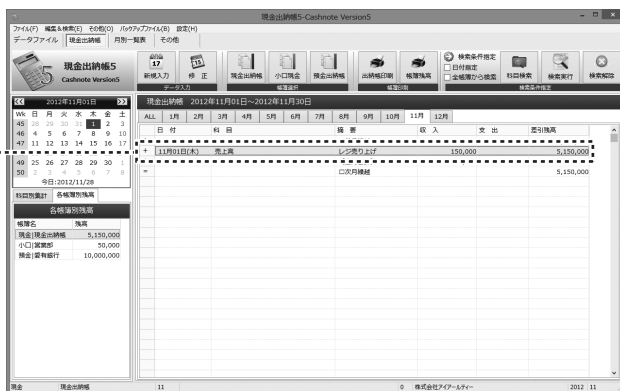 現金出納帳5-Cashnote Version5
ファイル(F) 編集&検索(E) その他(O) バックアップファイル(B) 設定(H)
データファイル 現金出納帳 月別一覧表 その他
現金出納帳5
Cashnote Version5
新規入力 修 正 現金出納帳 小口現金 預金出納帳 出納帳印刷 帳簿残高 検索条件指定 日付指定 全帳簿から検索 科目検索 検索実行 検索解除
データ入力 帳簿選択 帳簿印刷 検索条件指定
2012年11月01日
現金出納帳 2012年11月01日~2012年11月30日
ALL 1月 2月 3月 4月 5月 6月 7月 8月 9月 10月 11月 12月
Wk 日 月 火 水 木 金 土
45 28 29 30 31 1 2 3
46 4 5 6 7 8 9 10
47 11 12 13 14 15 16 17
49 25 26 27 28 29 30 1
50 2 3 4 5 6 7 8
今日:2012/11/28
日 付 科 目 摘 要 収 入 支 出 差引残高
+ 11月01日(木) 売上高 レジ売り上げ 150,000 5,150,000
= □次月繰越 5,150,000
科目別集計 各帳簿別残高
各帳簿別残高
帳簿名 残高
現金|現金出納帳 5,150,000
小口|営業部 50,000
預金|愛有銀行 10,000,000
現金 現金出納帳 11 0 株式会社アイアールティー 2012 11